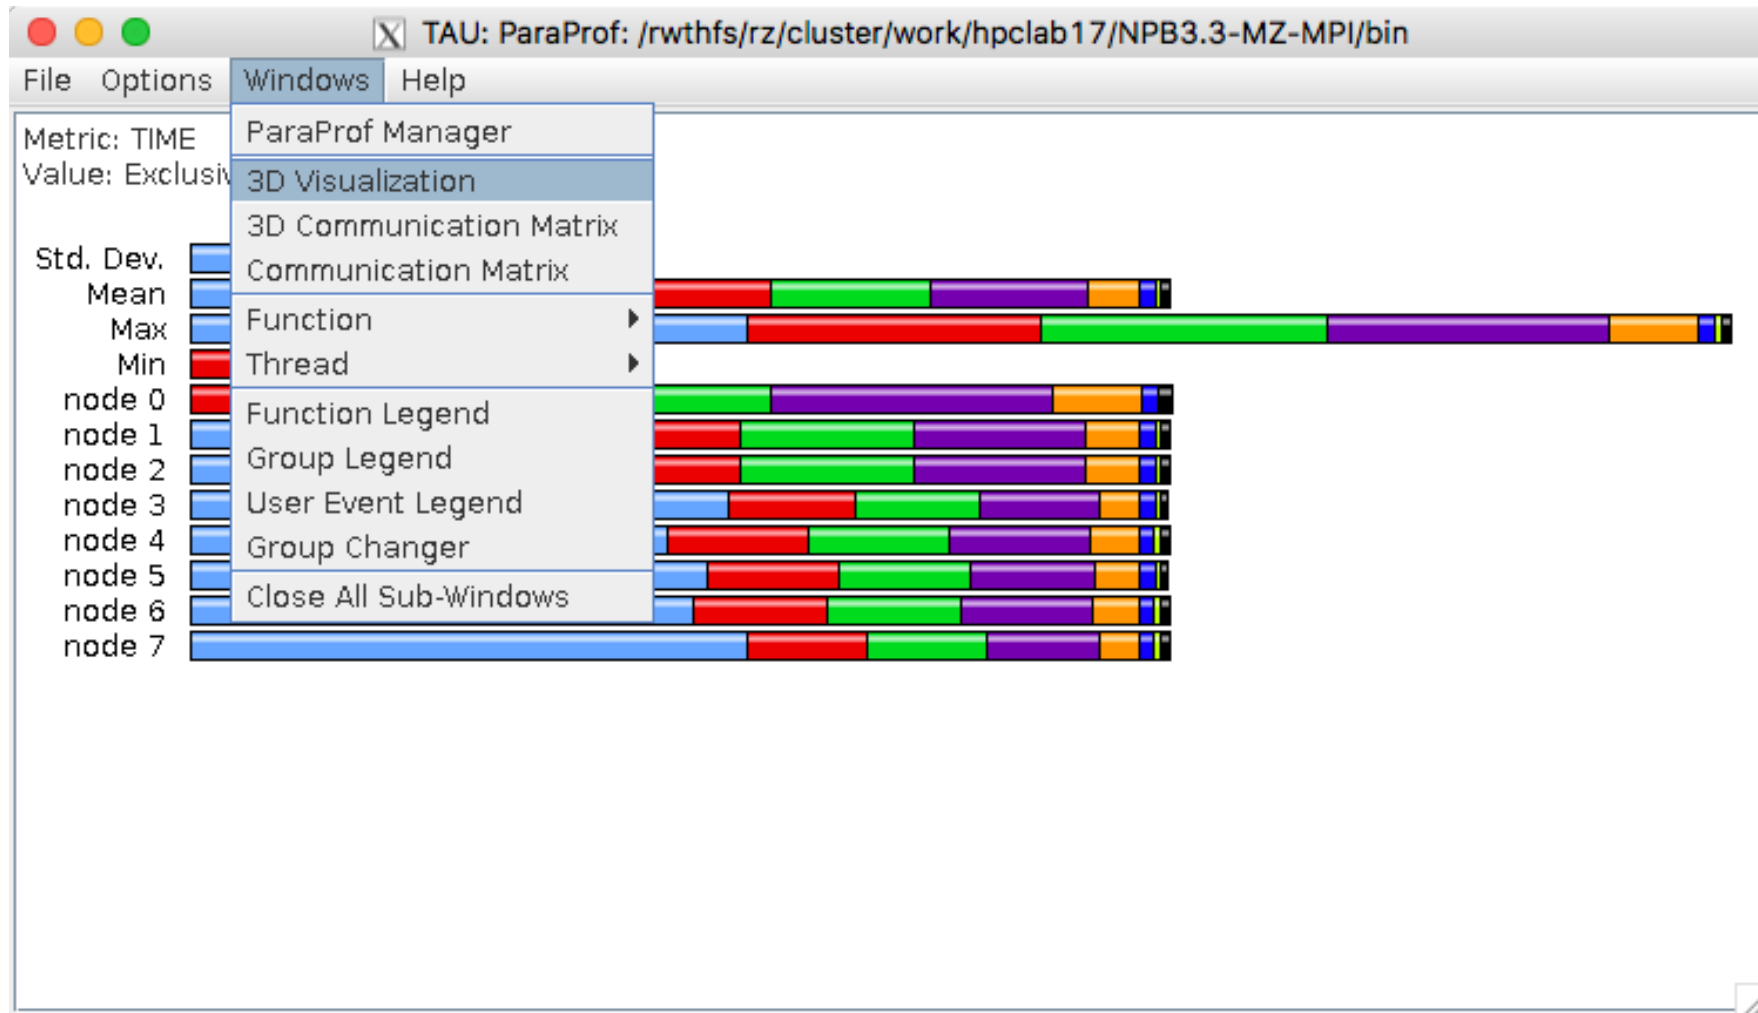 TAU: ParaProf: /rwthfs/rz/cluster/work/hpclab17/NPB3.3-MZ-MPI/bin
File Options Windows Help
Metric: TIME
Value: Exclusiv
ParaProf Manager
3D Visualization
3D Communication Matrix
Communication Matrix
Function
Thread
Function Legend
Group Legend
User Event Legend
Group Changer
Close All Sub-Windows
Std. Dev.
Mean
Max
Min
node 0
node 1
node 2
node 3
node 4
node 5
node 6
node 7